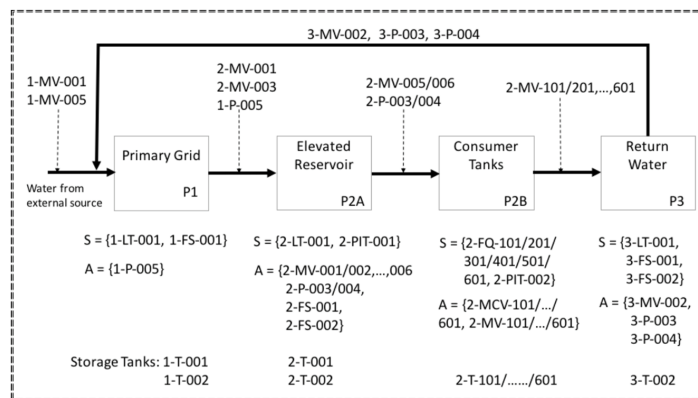 3-MV-002, 3-P-003, 3-P-004
1-MV-001
1-MV-005
2-MV-001
2-MV-003
1-P-005
2-MV-005/006
2-P-003/004
2-MV-101/201,...,601
Primary Grid
P1
Elevated
Reservoir
P2A
Consumer
Tanks
P2B
Return
Water
P3
Water from
external source
S = {1-LT-001, 1-FS-001}
A = {1-P-005}
S = {2-LT-001, 2-PIT-001}
A = {2-MV-001/002,...,006
2-P-003/004,
2-FS-001,
2-FS-002}
S = {2-FQ-101/201/
301/401/501/
601, 2-PIT-002}
A = {2-MCV-101/.../
601, 2-MV-101/.../601}
S = {3-LT-001,
3-FS-001,
3-FS-002}
A = {3-MV-002,
3-P-003
3-P-004}
Storage Tanks: 1-T-001
1-T-002
2-T-001
2-T-002
2-T-101/....../601
3-T-002